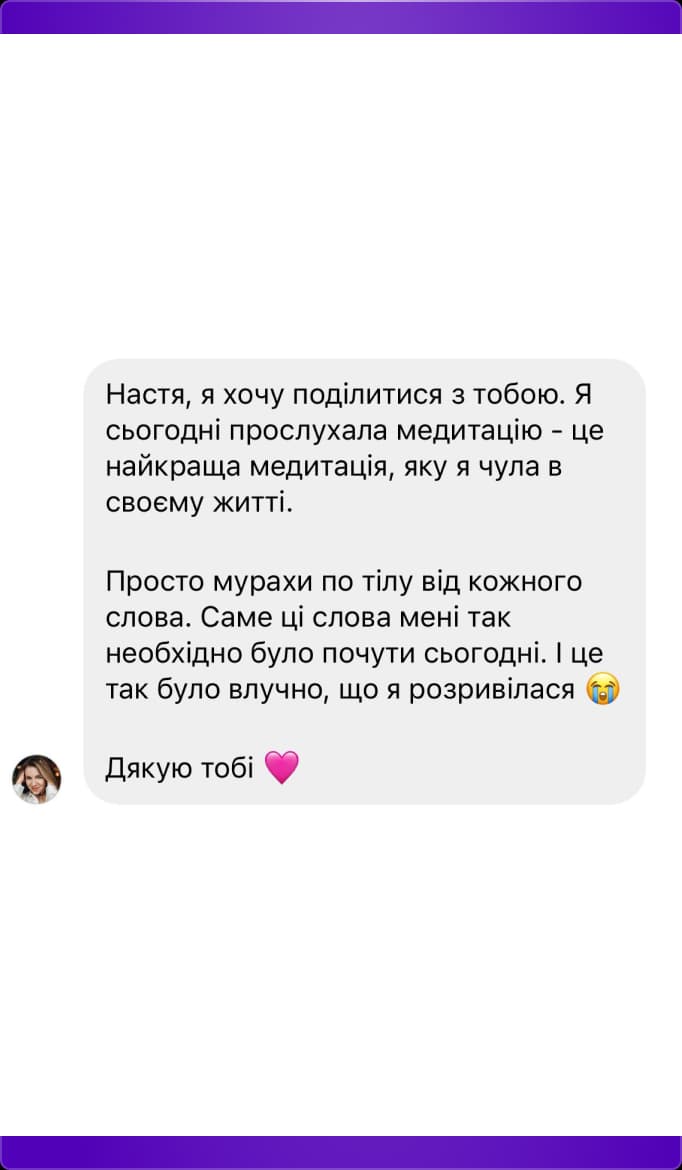 Настя, я хочу поділитися з тобою. Я
сьогодні прослухала медитацію - це
найкраща медитація, яку я чула в
своєму житті.
Просто мурахи по тілу від кожного
слова. Саме ці слова мені так
необхідно було почути сьогодні. І це
так було влучно, що я розривілася 😭
Дякую тобі 🩷